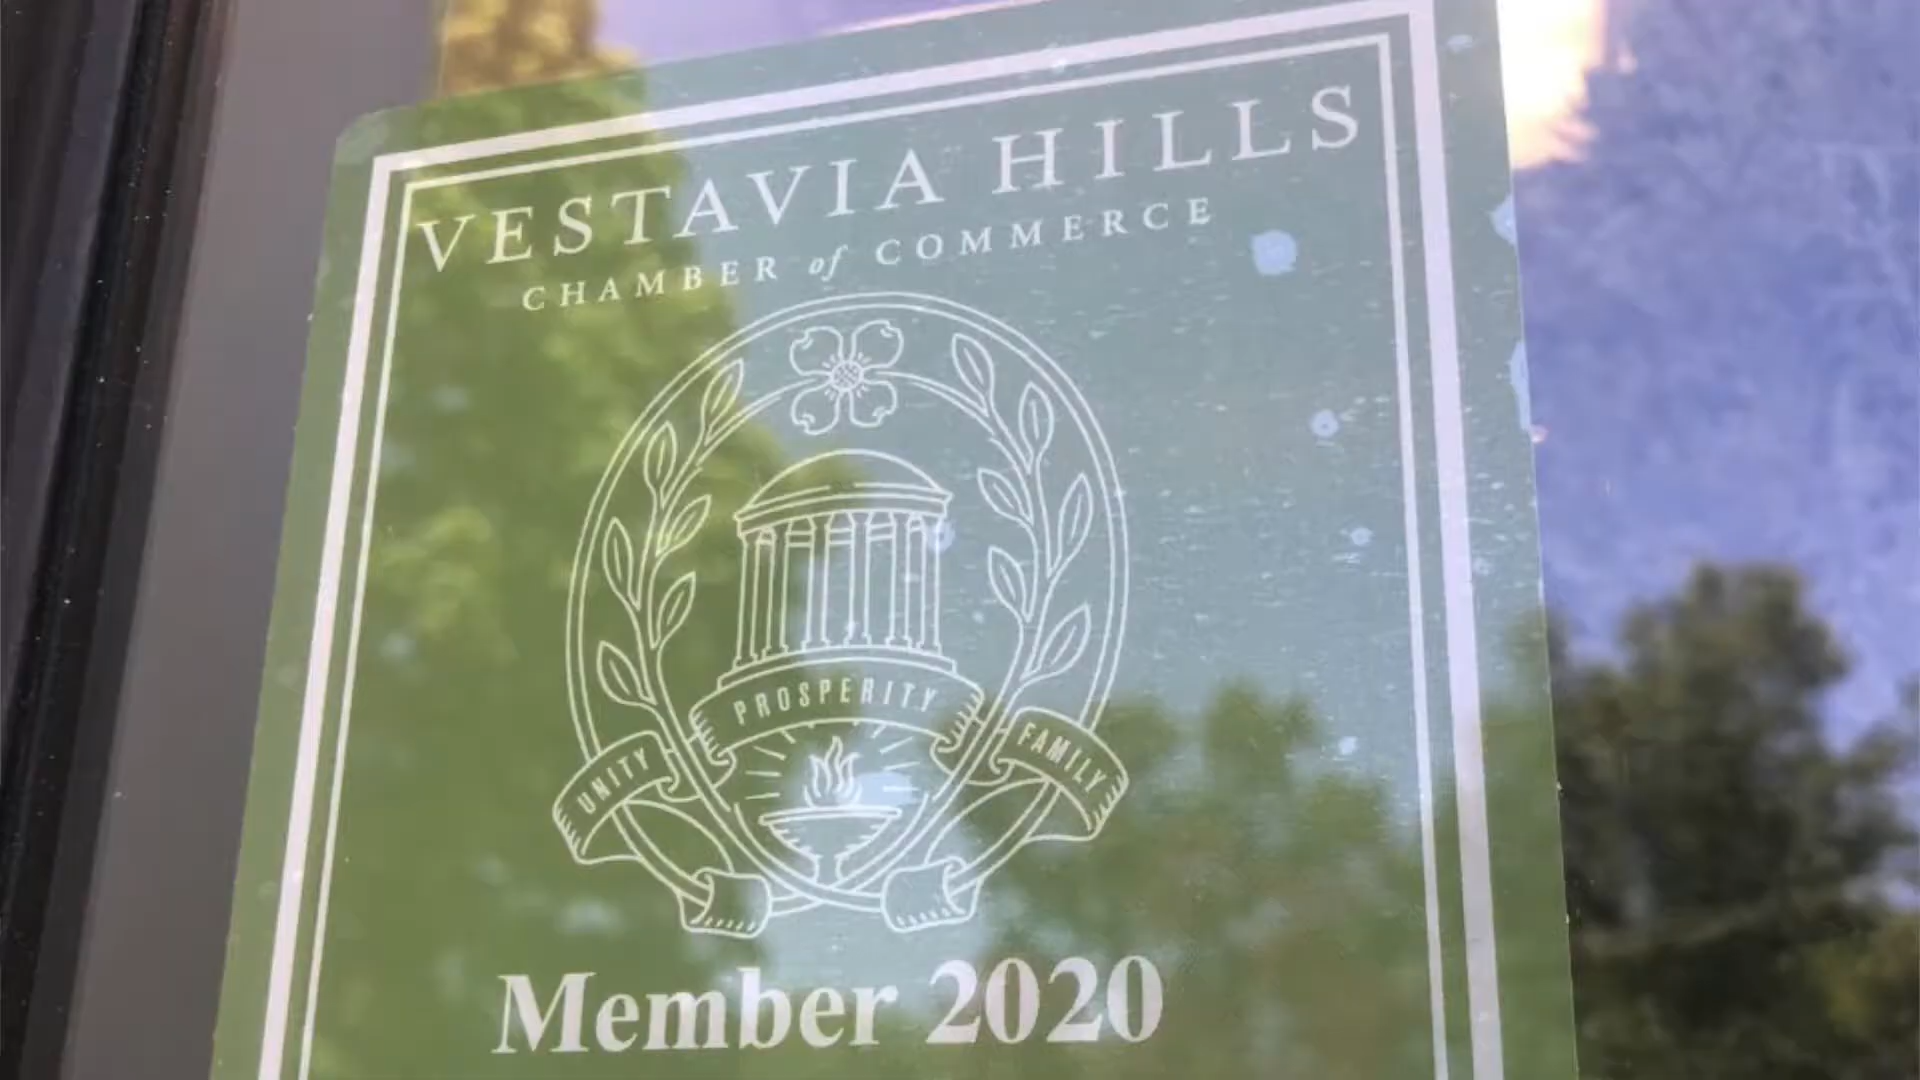 VESTAVIA HILLS
CHAMBER of COMMERCE
PROSPERITY
UNITY
FAMILY
Member 2020